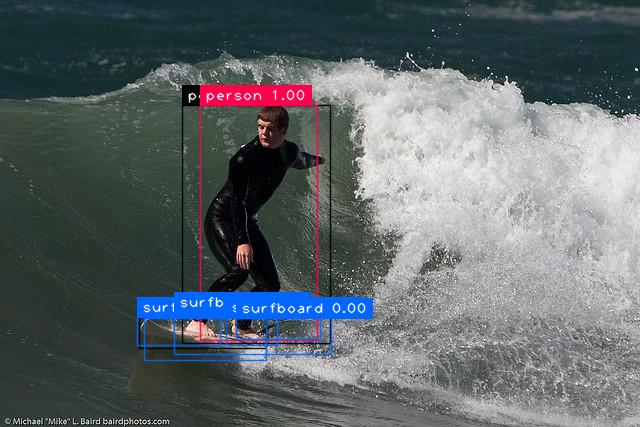 p
person 1.00
surf
surfb
s
surfboard 0.00
© Michael "Mike" L. Baird bairdphotos.com